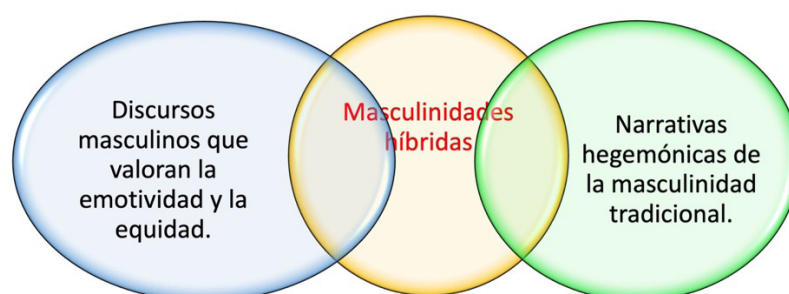 Discursos
masculinos que
valoran la
emotividad y la
equidad.
Masculinidades
híbridas
Narrativas
hegemónicas de
la masculinidad
tradicional.